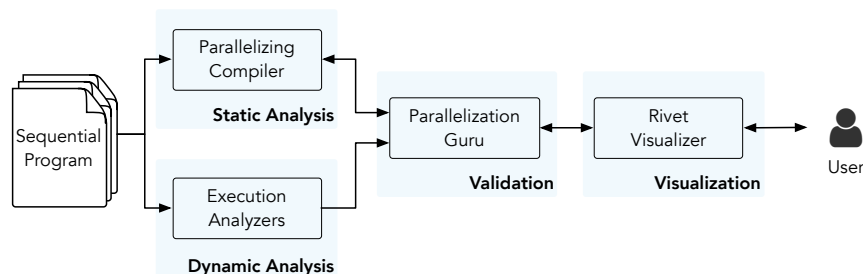 Sequential
Program
Parallelizing
Compiler
Static Analysis
Execution
Analyzers
Dynamic Analysis
Parallelization
Guru
Validation
Rivet
Visualizer
Visualization
User